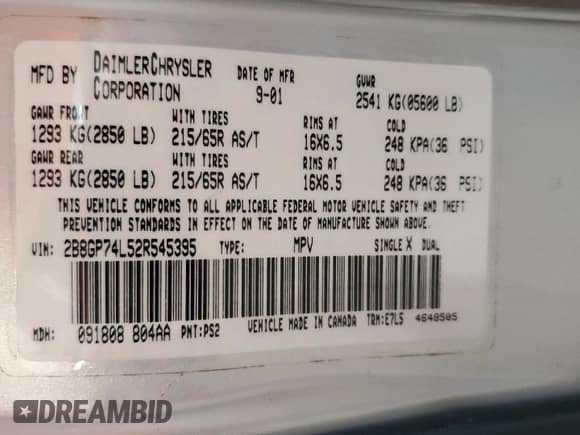 MFD BY DAIMLERCHRYSLER CORPORATION DATE OF MFR 9-01 GVWR 2541 KG(05600 LB)
GAWR FRONT WITH TIRES RIMS AT COLD
1293 KG(2850 LB) 215/65R AS/T 16X6.5 248 KPA(36 PSI)
GAWR REAR WITH TIRES RIMS AT COLD
1293 KG(2850 LB) 215/65R AS/T 16X6.5 248 KPA(36 PSI)
THIS VEHICLE CONFORMS TO ALL APPLICABLE FEDERAL MOTOR VEHICLE SAFETY AND THEFT
PREVENTION STANDARDS IN EFFECT ON THE DATE OF MANUFACTURE SHOWN ABOVE.
VIN: 2B8GP74L52R545395 TYPE: MPV SINGLE X DUAL
MDH: 091808 804AA PNT:PS2 VEHICLE MADE IN CANADA TRM:E7LS 4648505
DREAMBID